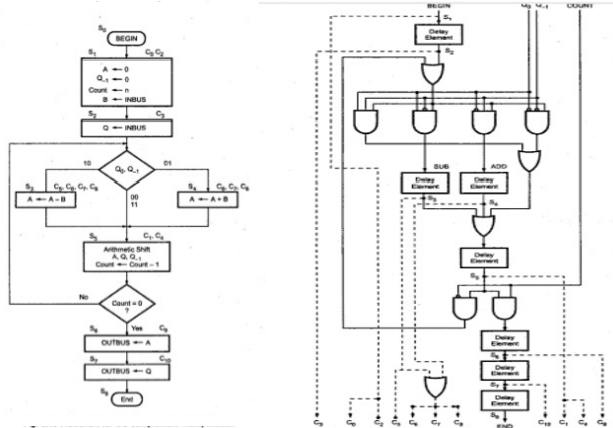 S0
BEGIN
S1
C0 C2
A ← 0
Q-1 ← 0
Count ← n
B ← INBUS
S2
C3
Q ← INBUS
10
Q0, Q-1
01
S3
C5, C6, C7, C8
A ← A – B
S4
C6, C7, C8
A ← A + B
00
11
S5
C1, C4
Arithmetic Shift
A, Q, Q-1
Count ← Count – 1
No
Count = 0
?
Yes
S6
C9
OUTBUS ← A
S7
C10
OUTBUS ← Q
S8
End
BEGIN
Q0 Q-1
COUNT
S1
Delay
Element
S2
SUB
ADD
Delay
Element
Delay
Element
S3
S4
Delay
Element
S5
Delay
Element
S6
Delay
Element
S7
Delay
Element
S8
END
C3
C0
C2
C5
C6
C7
C8
C10
C1
C4
C9